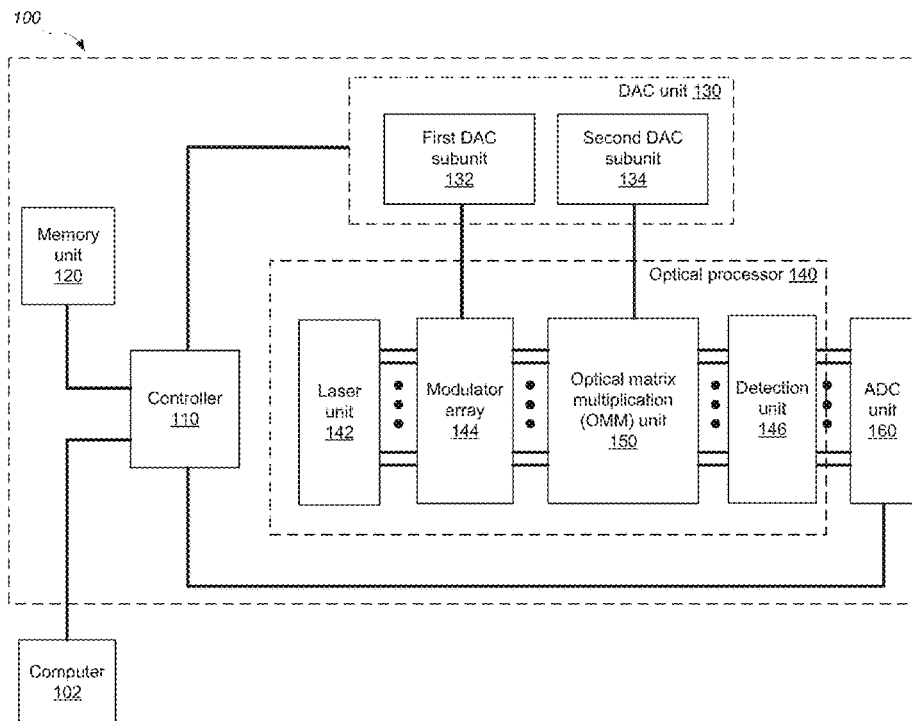 100
DAC unit 130
First DAC
subunit
132
Second DAC
subunit
134
Memory
unit
120
Optical processor 140
Controller
110
Laser
unit
142
Modulator
array
144
Optical matrix
multiplication
(OMM) unit
150
Detection
unit
146
ADC
unit
160
Computer
102